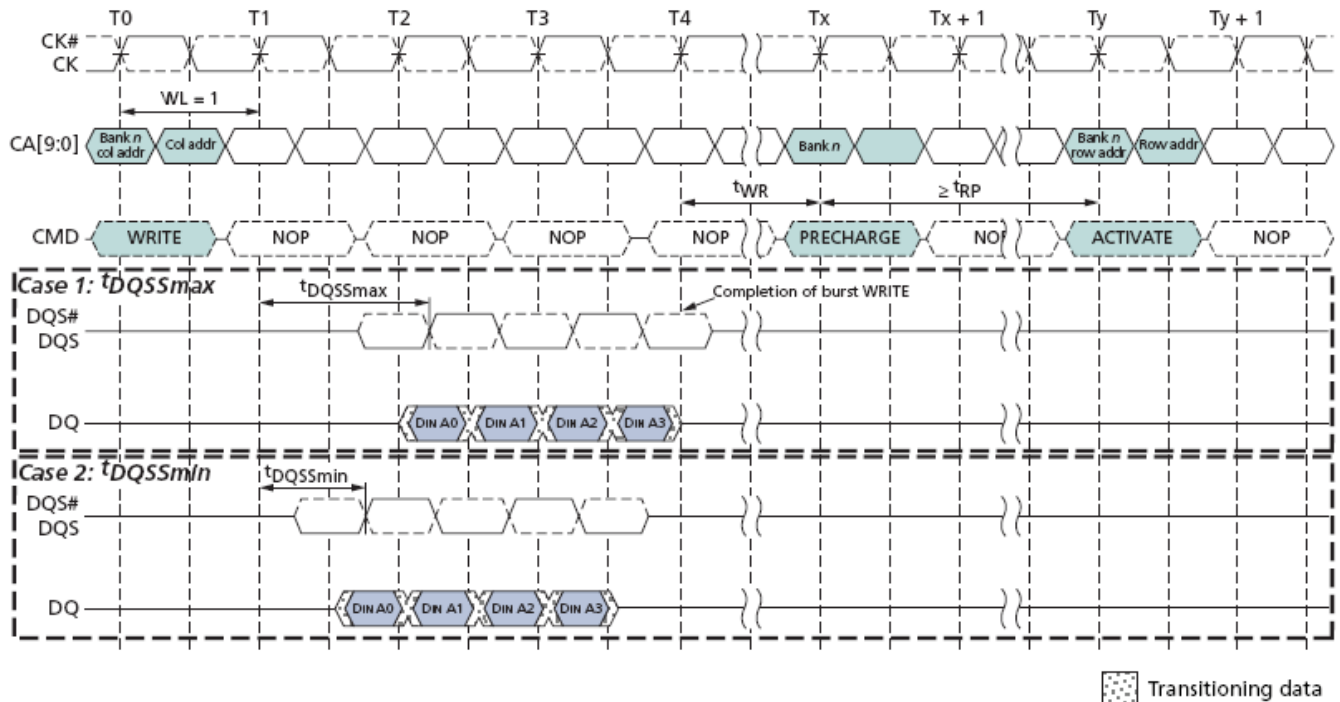 T0 T1 T2 T3 T4 Tx Tx + 1 Ty Ty + 1
CK#
CK
WL = 1
CA[9:0] Bank n col addr Col addr Bank n Bank n row addr Row addr
tWR ≥ tRP
CMD WRITE NOP NOP NOP NOP PRECHARGE NOP ACTIVATE NOP
Case 1: tDQSSmax
tDQSSmax
Completion of burst WRITE
DQS#
DQS
DQ DIN A0 DIN A1 DIN A2 DIN A3
Case 2: tDQSSmin
tDQSSmin
DQS#
DQS
DQ DIN A0 DIN A1 DIN A2 DIN A3
Transitioning data